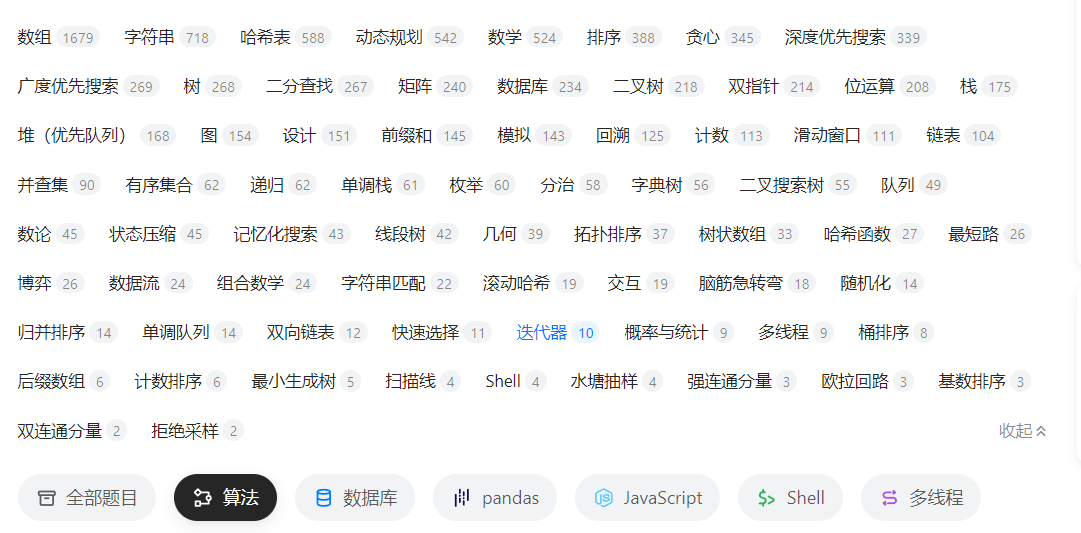 数组 1679 字符串 718 哈希表 588 动态规划 542 数学 524 排序 388 贪心 345 深度优先搜索 339
广度优先搜索 269 树 268 二分查找 267 矩阵 240 数据库 234 二叉树 218 双指针 214 位运算 208 栈 175
堆（优先队列） 168 图 154 设计 151 前缀和 145 模拟 143 回溯 125 计数 113 滑动窗口 111 链表 104
并查集 90 有序集合 62 递归 62 单调栈 61 枚举 60 分治 58 字典树 56 二叉搜索树 55 队列 49
数论 45 状态压缩 45 记忆化搜索 43 线段树 42 几何 39 拓扑排序 37 树状数组 33 哈希函数 27 最短路 26
博弈 26 数据流 24 组合数学 24 字符串匹配 22 滚动哈希 19 交互 19 脑筋急转弯 18 随机化 14
归并排序 14 单调队列 14 双向链表 12 快速选择 11 迭代器 10 概率与统计 9 多线程 9 桶排序 8
后缀数组 6 计数排序 6 最小生成树 5 扫描线 4 Shell 4 水塘抽样 4 强连通分量 3 欧拉回路 3 基数排序 3
双连通分量 2 拒绝采样 2 收起
全部题目 算法 数据库 pandas JavaScript Shell 多线程